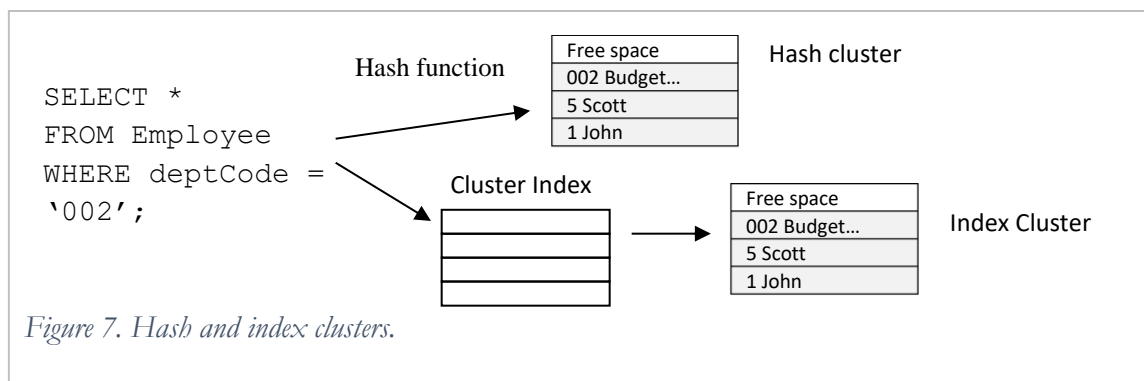 SELECT *
FROM Employee
WHERE deptCode =
‘002’;
Hash function
Free space
002 Budget...
5 Scott
1 John
Hash cluster
Cluster Index
Free space
002 Budget...
5 Scott
1 John
Index Cluster
Figure 7. Hash and index clusters.